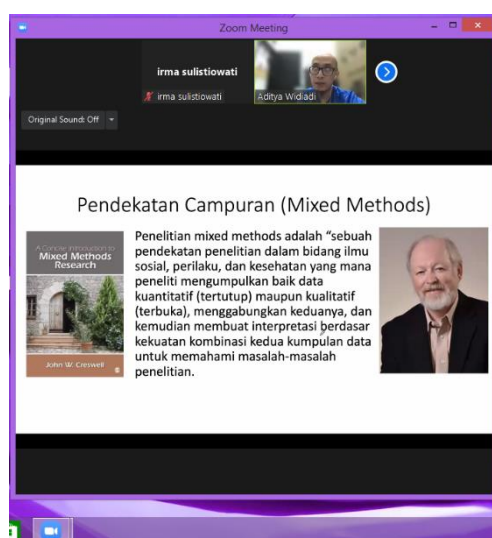 Zoom Meeting
irma sulistiowati
irma sulistiowati
Aditya Widiadi
Original Sound: Off
Pendekatan Campuran (Mixed Methods)
A Concise Introduction to
Mixed Methods
Research
John W. Creswell
Penelitian mixed methods adalah “sebuah
pendekatan penelitian dalam bidang ilmu
sosial, perilaku, dan kesehatan yang mana
peneliti mengumpulkan baik data
kuantitatif (tertutup) maupun kualitatif
(terbuka), menggabungkan keduanya, dan
kemudian membuat interpretasi berdasar
kekuatan kombinasi kedua kumpulan data
untuk memahami masalah-masalah
penelitian.